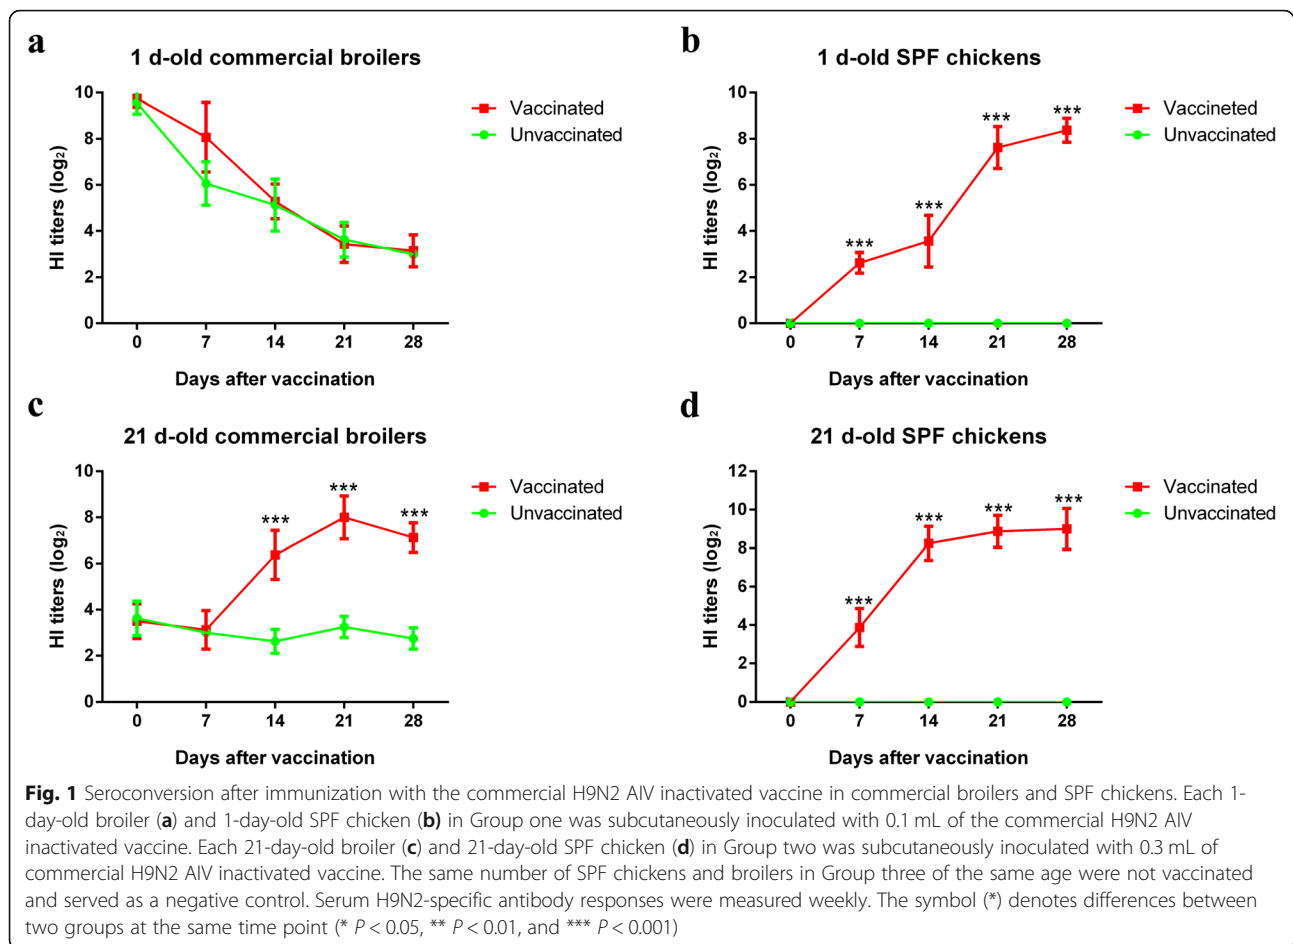 a
1 d-old commercial broilers
10
8
6
4
2
0
HI titers (log2)
0 7 14 21 28
Days after vaccination
Vaccinated
Unvaccinated
b
1 d-old SPF chickens
10
8
6
4
2
0
HI titers (log2)
***
***
***
***
0 7 14 21 28
Days after vaccination
Vaccineted
Unvaccinated
c
21 d-old commercial broilers
10
8
6
4
2
0
HI titers (log2)
***
***
***
0 7 14 21 28
Days after vaccination
Vaccinated
Unvaccinated
d
21 d-old SPF chickens
12
10
8
6
4
2
0
HI titers (log2)
***
***
***
***
0 7 14 21 28
Days after vaccination
Vaccinated
Unvaccinated
Fig. 1 Seroconversion after immunization with the commercial H9N2 AIV inactivated vaccine in commercial broilers and SPF chickens. Each 1-
day-old broiler (a) and 1-day-old SPF chicken (b) in Group one was subcutaneously inoculated with 0.1 mL of the commercial H9N2 AIV
inactivated vaccine. Each 21-day-old broiler (c) and 21-day-old SPF chicken (d) in Group two was subcutaneously inoculated with 0.3 mL of
commercial H9N2 AIV inactivated vaccine. The same number of SPF chickens and broilers in Group three of the same age were not vaccinated
and served as a negative control. Serum H9N2-specific antibody responses were measured weekly. The symbol (*) denotes differences between
two groups at the same time point (* P < 0.05, ** P < 0.01, and *** P < 0.001)